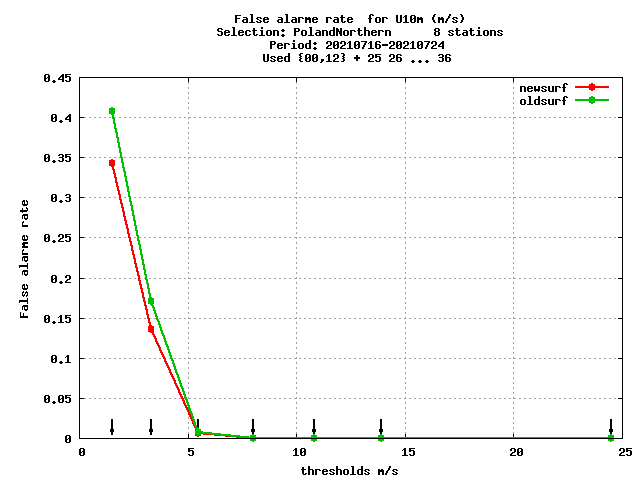 False alarme rate  for U10m (m/s)
Selection: PolandNorthern      8 stations
Period: 20210716-20210724
Used {00,12} + 25 26 ... 36
newsurf
oldsurf
0.45
0.4
0.35
0.3
0.25
0.2
0.15
0.1
0.05
0
False alarme rate
0 5 10 15 20 25
thresholds m/s